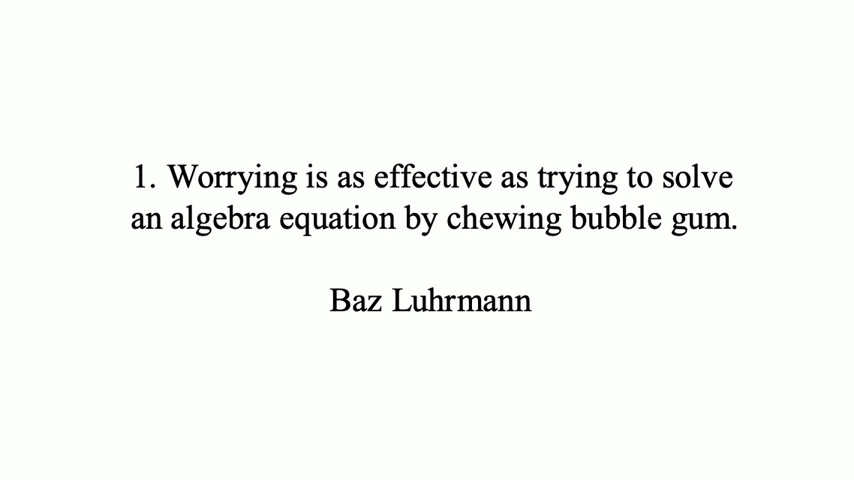 1. Worrying is as effective as trying to solve
an algebra equation by chewing bubble gum.
Baz Luhrmann